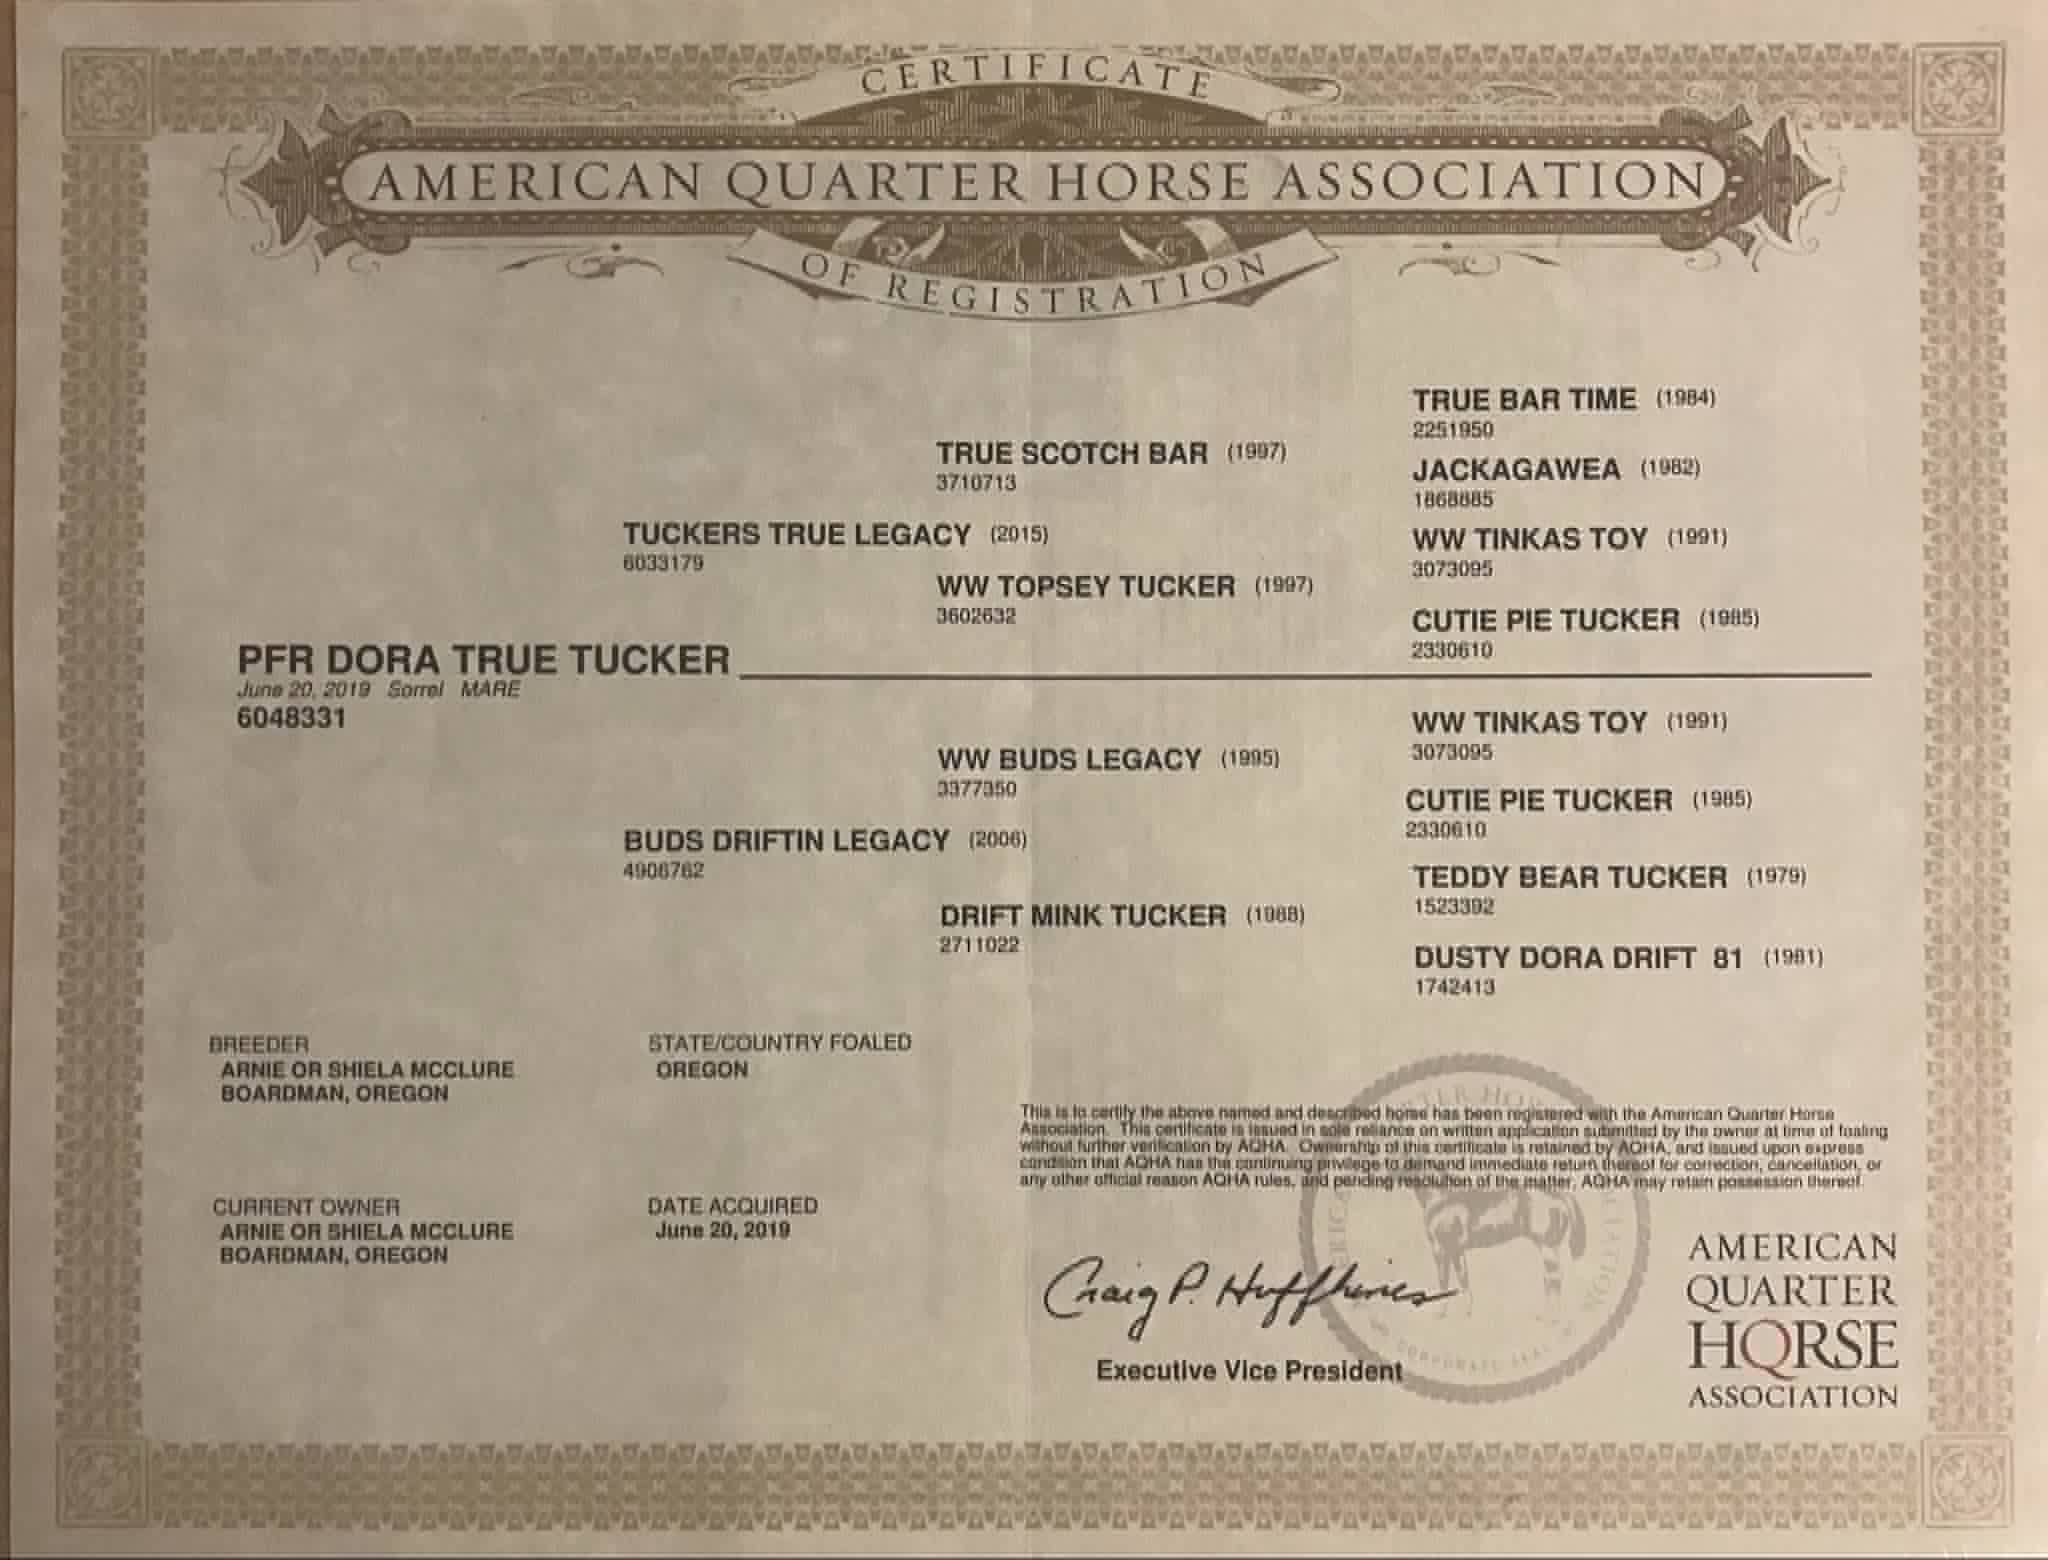 CERTIFICATE
AMERICAN QUARTER HORSE ASSOCIATION
OF REGISTRATION
TRUE BAR TIME (1984)
2251950
TRUE SCOTCH BAR (1997)
3710713
JACKAGAWEA (1982)
1868885
TUCKERS TRUE LEGACY (2015)
6033179
WW TINKAS TOY (1991)
3073095
WW TOPSEY TUCKER (1997)
3602632
CUTIE PIE TUCKER (1985)
2330610
PFR DORA TRUE TUCKER
June 20, 2019 Sorrel MARE
6048331
WW TINKAS TOY (1991)
3073095
WW BUDS LEGACY (1995)
3377350
CUTIE PIE TUCKER (1985)
2330610
BUDS DRIFTIN LEGACY (2006)
4906762
TEDDY BEAR TUCKER (1979)
1523392
DRIFT MINK TUCKER (1988)
2711022
DUSTY DORA DRIFT 81 (1981)
1742413
BREEDER
ARNIE OR SHIELA MCCLURE
BOARDMAN, OREGON
STATE/COUNTRY FOALED
OREGON
This is to certify the above named and described horse has been registered with the American Quarter Horse
Association. This certificate is issued in sole reliance on written application submitted by the owner at time of foaling
without further verification by AQHA. Ownership of this certificate is retained by AQHA, and issued upon express
condition that AQHA has the continuing privilege to demand immediate return thereof for correction, cancellation, or
any other official reason AQHA rules, and pending resolution of the matter, AQHA may retain possession thereof.
CURRENT OWNER
ARNIE OR SHIELA MCCLURE
BOARDMAN, OREGON
DATE ACQUIRED
June 20, 2019
Craig P. Huffhines
Executive Vice President
AMERICAN
QUARTER
HORSE
ASSOCIATION